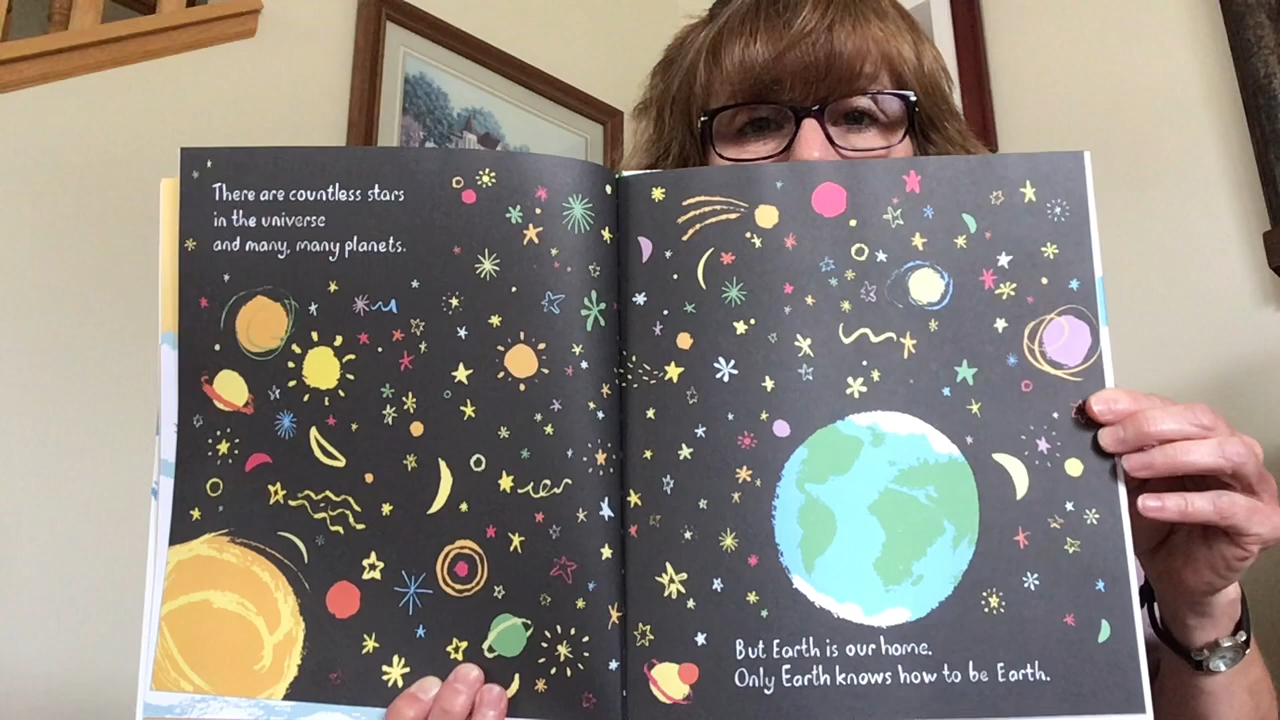 There are countless stars
in the universe
and many, many planets.
But Earth is our home.
Only Earth knows how to be Earth.